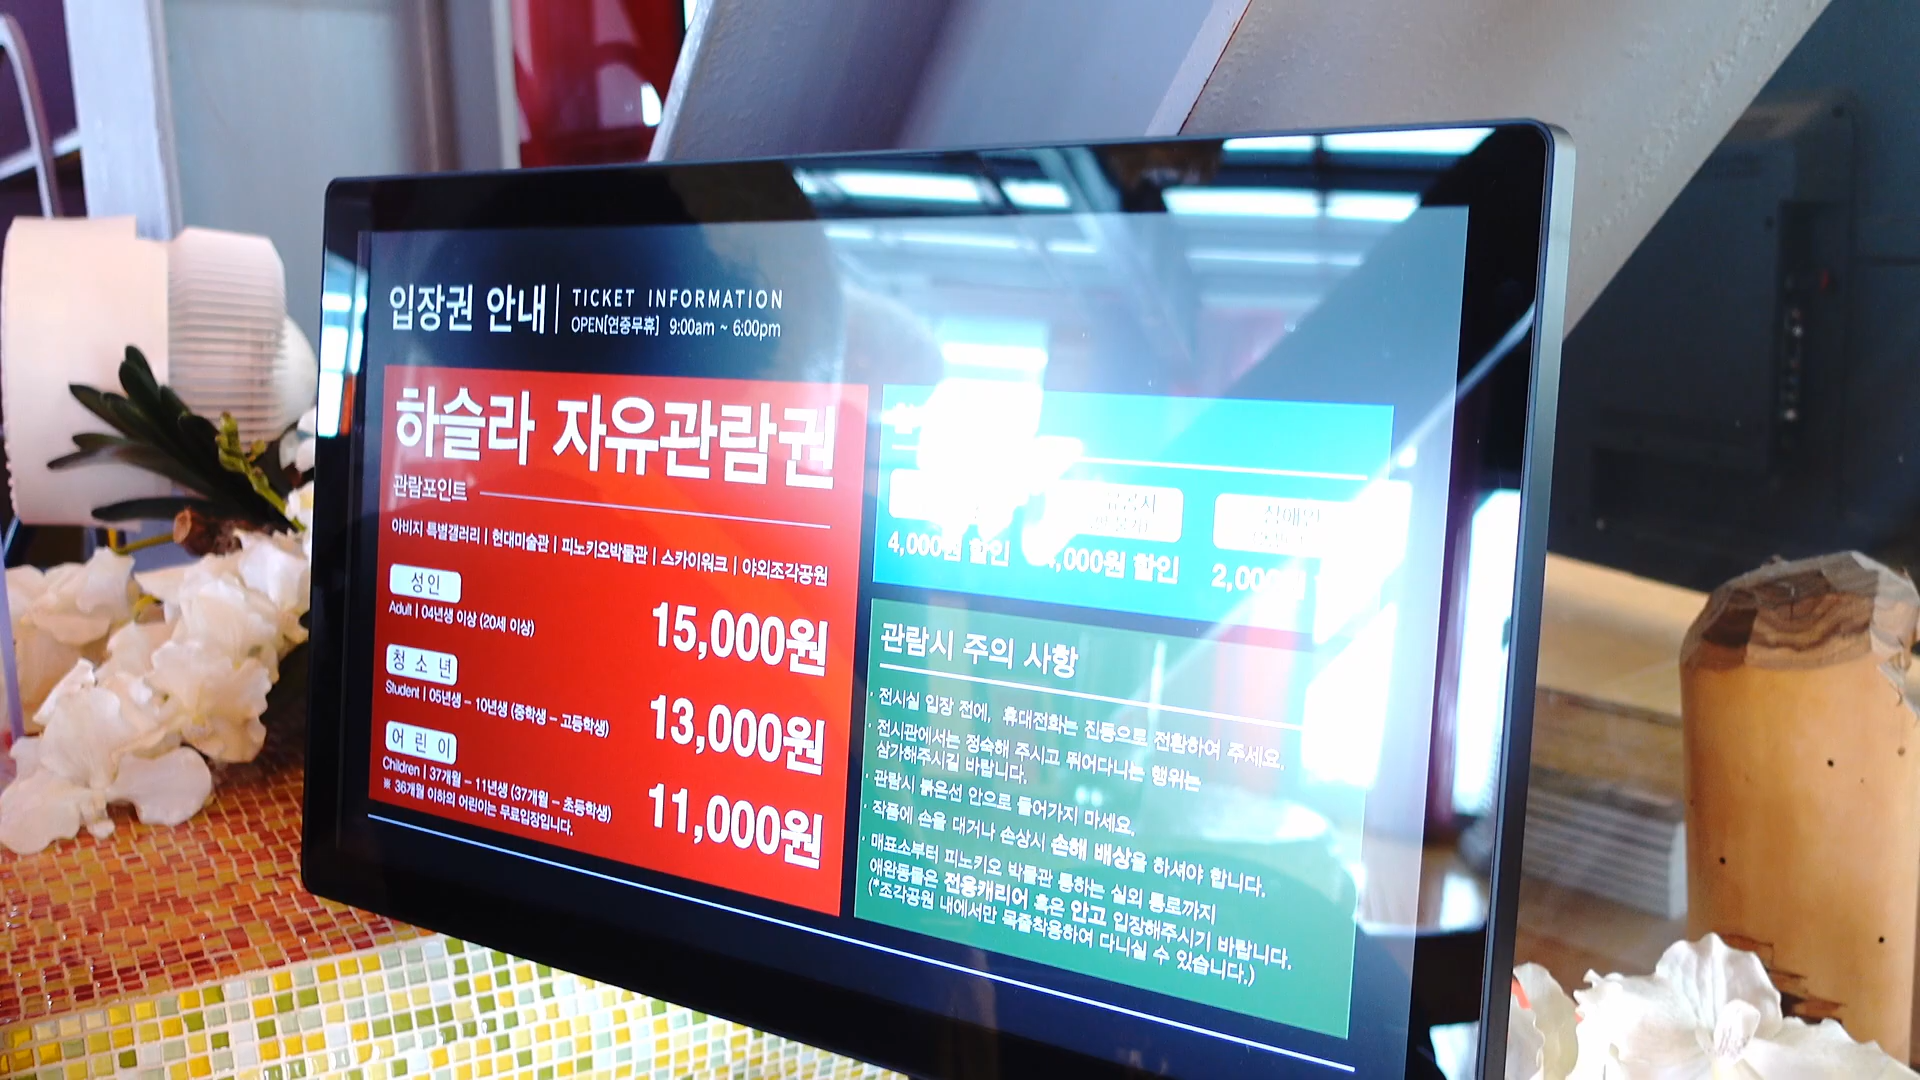 입장권 안내
TICKET INFORMATION
OPEN[연중무휴] 9:00am ~ 6:00pm
하슬라 자유관람권
관람포인트
아비지 특별갤러리 | 현대미술관 | 피노키오박물관 | 스카이워크 | 야외조각공원
성인
Adult | 04년생 이상 (20세 이상)
15,000원
청 소 년
Student | 05년생 – 10년생 (중학생 – 고등학생)
13,000원
어 린 이
Children | 37개월 – 11년생 (37개월 – 초등학생)
※ 36개월 이하의 어린이는 무료입장입니다.
11,000원
장애인
4,000원 할인
,000원 할인
관람시 주의 사항
· 전시실 입장 전에, 휴대전화는 진동으로 전환하여 주세요.
· 전시관에서는 정숙해 주시고 뛰어다니는 행위는
삼가해주시길 바랍니다.
· 관람시 붉은선 안으로 들어가지 마세요.
· 작품에 손을 대거나 손상시 손해 배상을 하셔야 합니다.
· 매표소부터 피노키오 박물관 통하는 실외 통로까지
애완동물은 전용캐리어 혹은 안고 입장해주시기 바랍니다.
(*조각공원 내에서만 목줄착용하여 다니실 수 있습니다.)